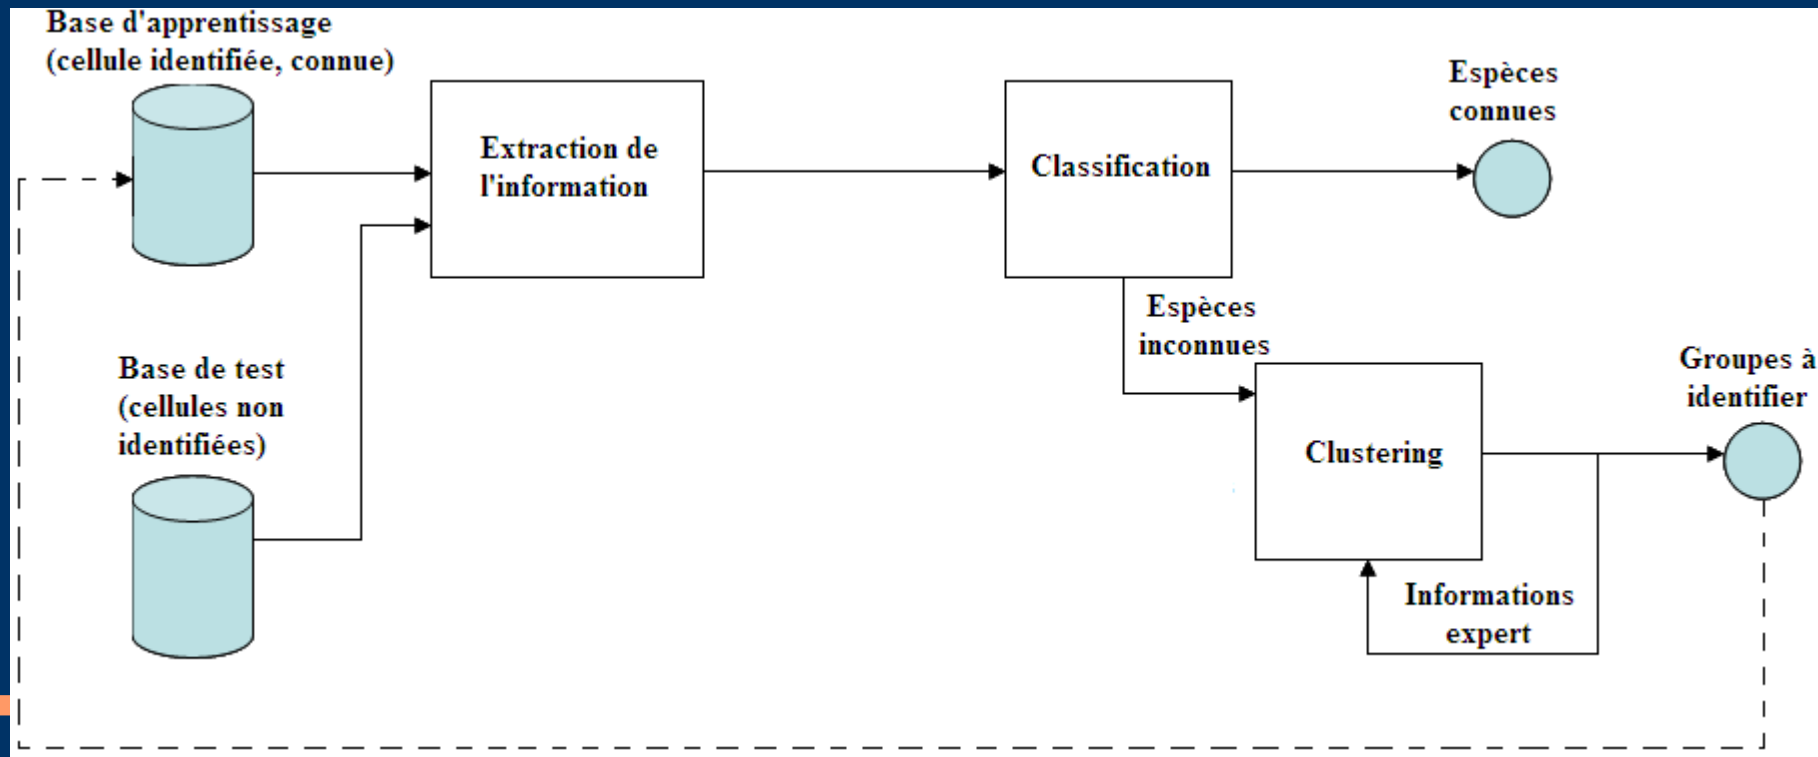 Base d'apprentissage
(cellule identifiée, connue)
Extraction de
l'information
Classification
Espèces
connues
Espèces
inconnues
Base de test
(cellules non
identifiées)
Clustering
Groupes à
identifier
Informations
expert